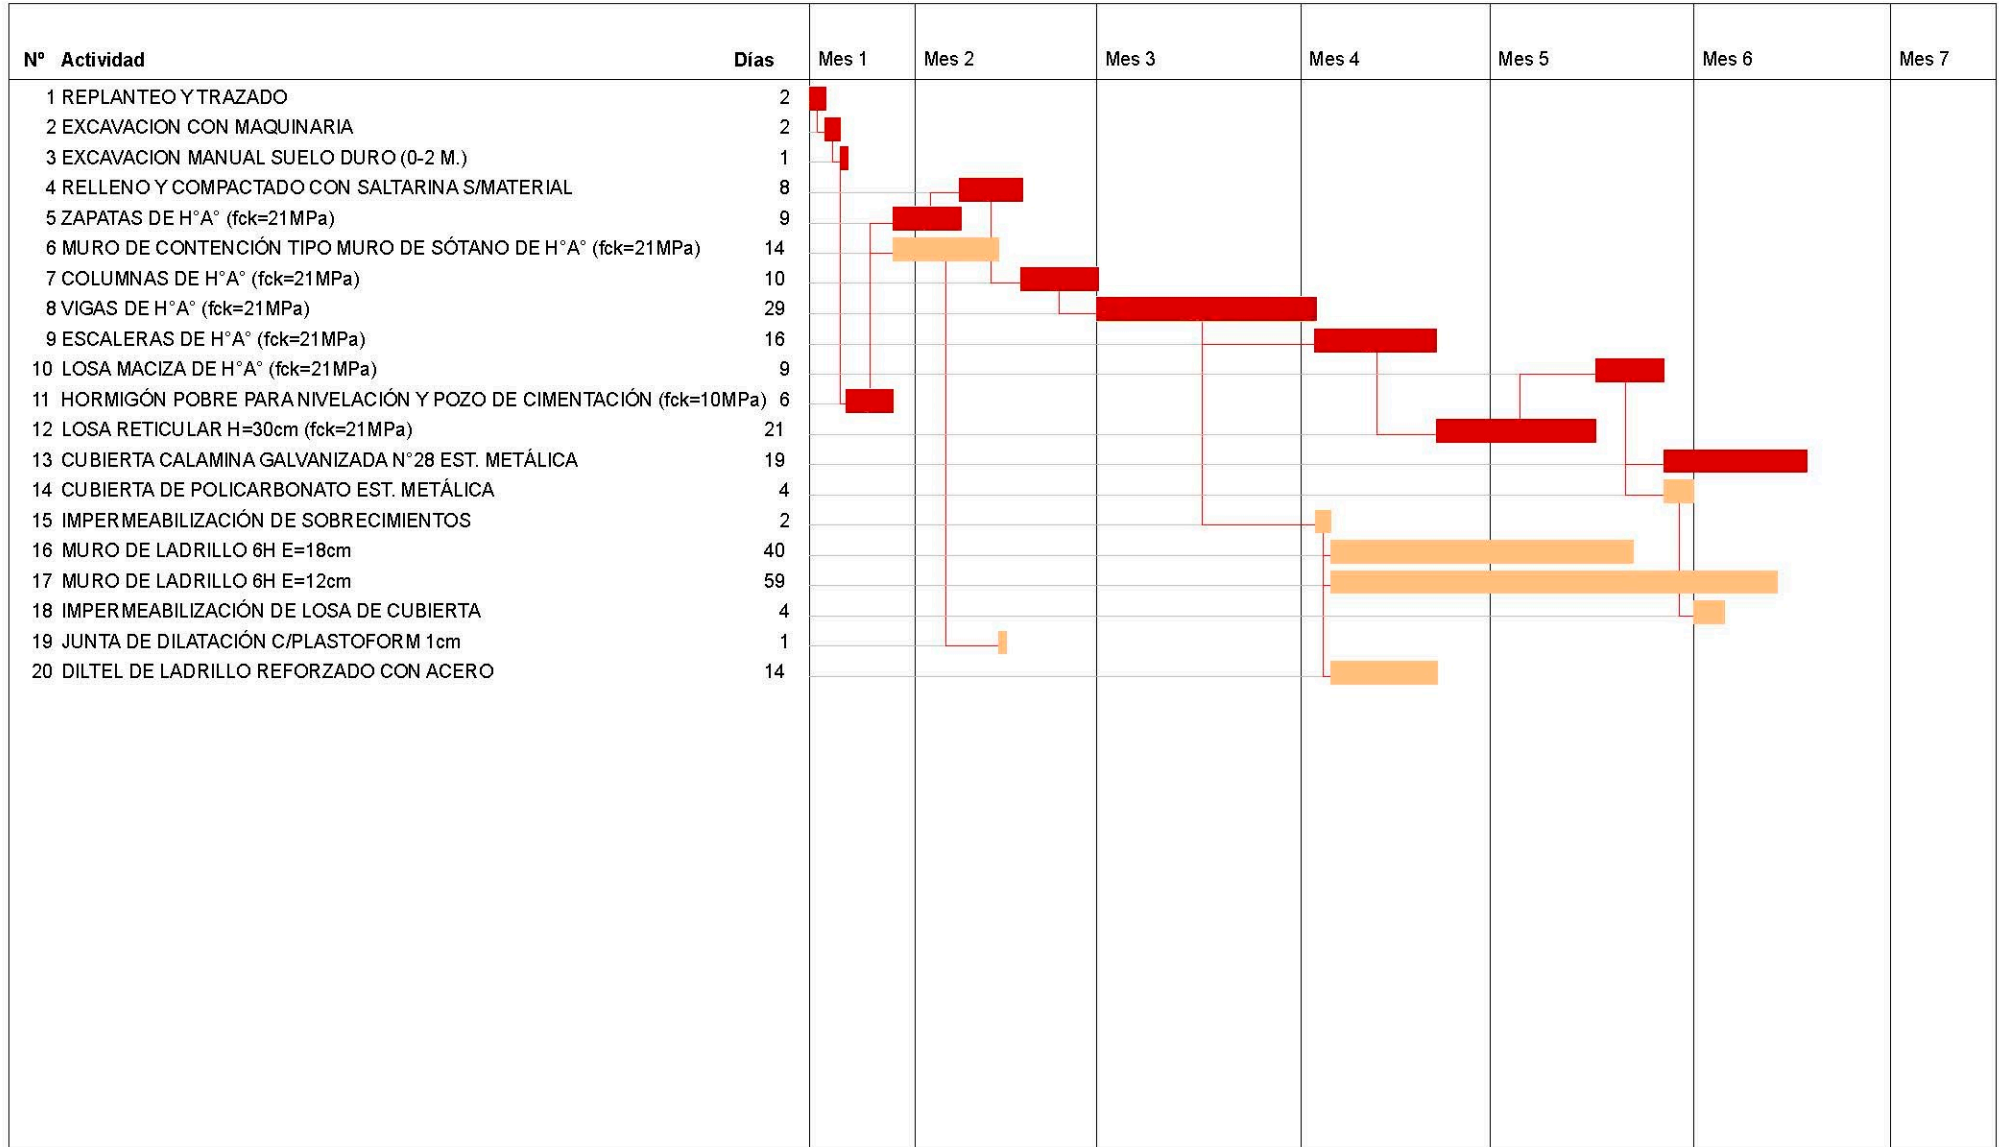 Nº Actividad Días Mes 1 Mes 2 Mes 3 Mes 4 Mes 5 Mes 6 Mes 7
1 REPLANTEO Y TRAZADO 2
2 EXCAVACION CON MAQUINARIA 2
3 EXCAVACION MANUAL SUELO DURO (0-2 M.) 1
4 RELLENO Y COMPACTADO CON SALTARINA S/MATERIAL 8
5 ZAPATAS DE H°A° (fck=21MPa) 9
6 MURO DE CONTENCIÓN TIPO MURO DE SÓTANO DE H°A° (fck=21MPa) 14
7 COLUMNAS DE H°A° (fck=21MPa) 10
8 VIGAS DE H°A° (fck=21MPa) 29
9 ESCALERAS DE H°A° (fck=21MPa) 16
10 LOSA MACIZA DE H°A° (fck=21MPa) 9
11 HORMIGÓN POBRE PARA NIVELACIÓN Y POZO DE CIMENTACIÓN (fck=10MPa) 6
12 LOSA RETICULAR H=30cm (fck=21MPa) 21
13 CUBIERTA CALAMINA GALVANIZADA N°28 EST. METÁLICA 19
14 CUBIERTA DE POLICARBONATO EST. METÁLICA 4
15 IMPERMEABILIZACIÓN DE SOBRECIMIENTOS 2
16 MURO DE LADRILLO 6H E=18cm 40
17 MURO DE LADRILLO 6H E=12cm 59
18 IMPERMEABILIZACIÓN DE LOSA DE CUBIERTA 4
19 JUNTA DE DILATACIÓN C/PLASTOFORM 1cm 1
20 DILTEL DE LADRILLO REFORZADO CON ACERO 14